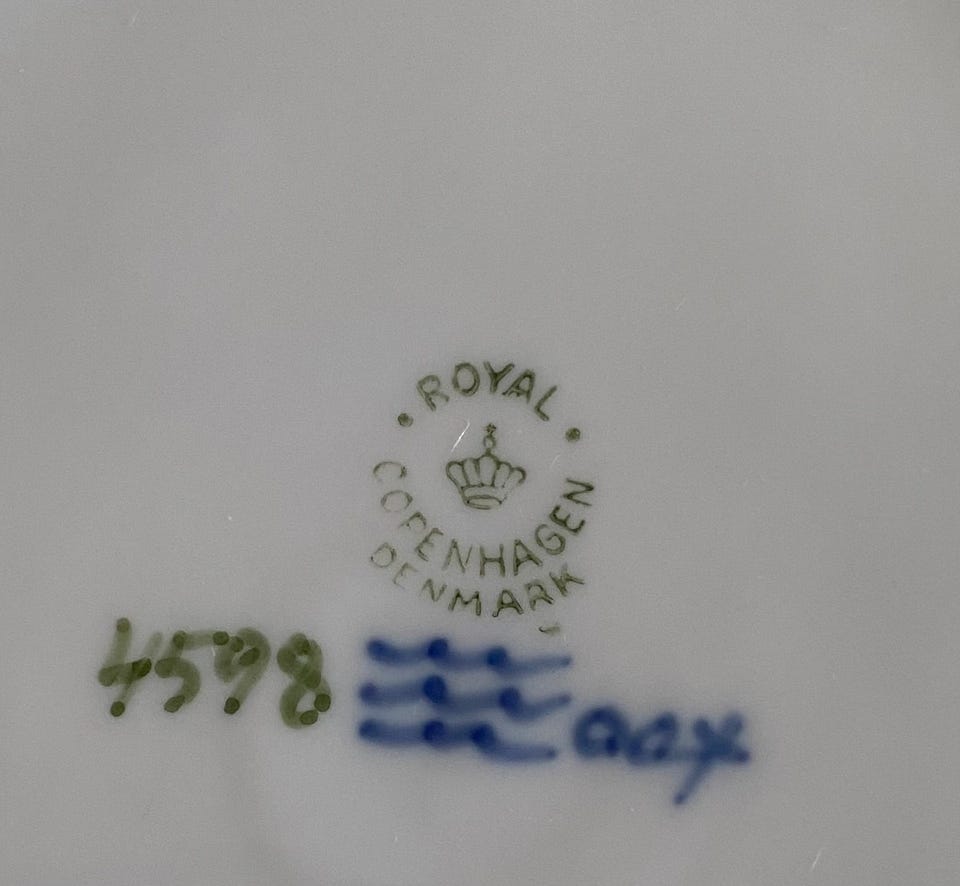 ROYAL
COPENHAGEN
DENMARK
4598